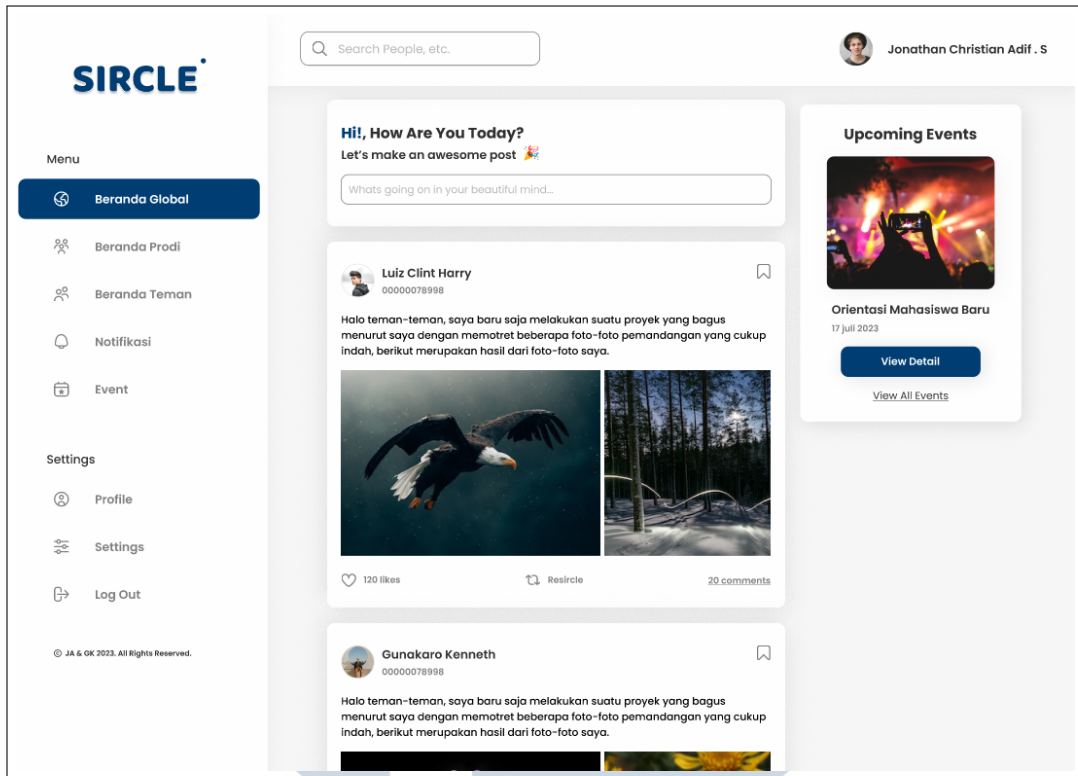 SIRCLE
Search People, etc.
Jonathan Christian Adif . S
Menu
Beranda Global
Beranda Prodi
Beranda Teman
Notifikasi
Event
Settings
Profile
Settings
Log Out
© JA & GK 2023. All Rights Reserved.
Hi!, How Are You Today?
Let's make an awesome post 🎉
Whats going on in your beautiful mind...
Luiz Clint Harry
00000078998
Halo teman-teman, saya baru saja melakukan suatu proyek yang bagus
menurut saya dengan memotret beberapa foto-foto pemandangan yang cukup
indah, berikut merupakan hasil dari foto-foto saya.
120 likes
Resircle
20 comments
Gunakaro Kenneth
00000078998
Halo teman-teman, saya baru saja melakukan suatu proyek yang bagus
menurut saya dengan memotret beberapa foto-foto pemandangan yang cukup
indah, berikut merupakan hasil dari foto-foto saya.
Upcoming Events
Orientasi Mahasiswa Baru
17 juli 2023
View Detail
View All Events